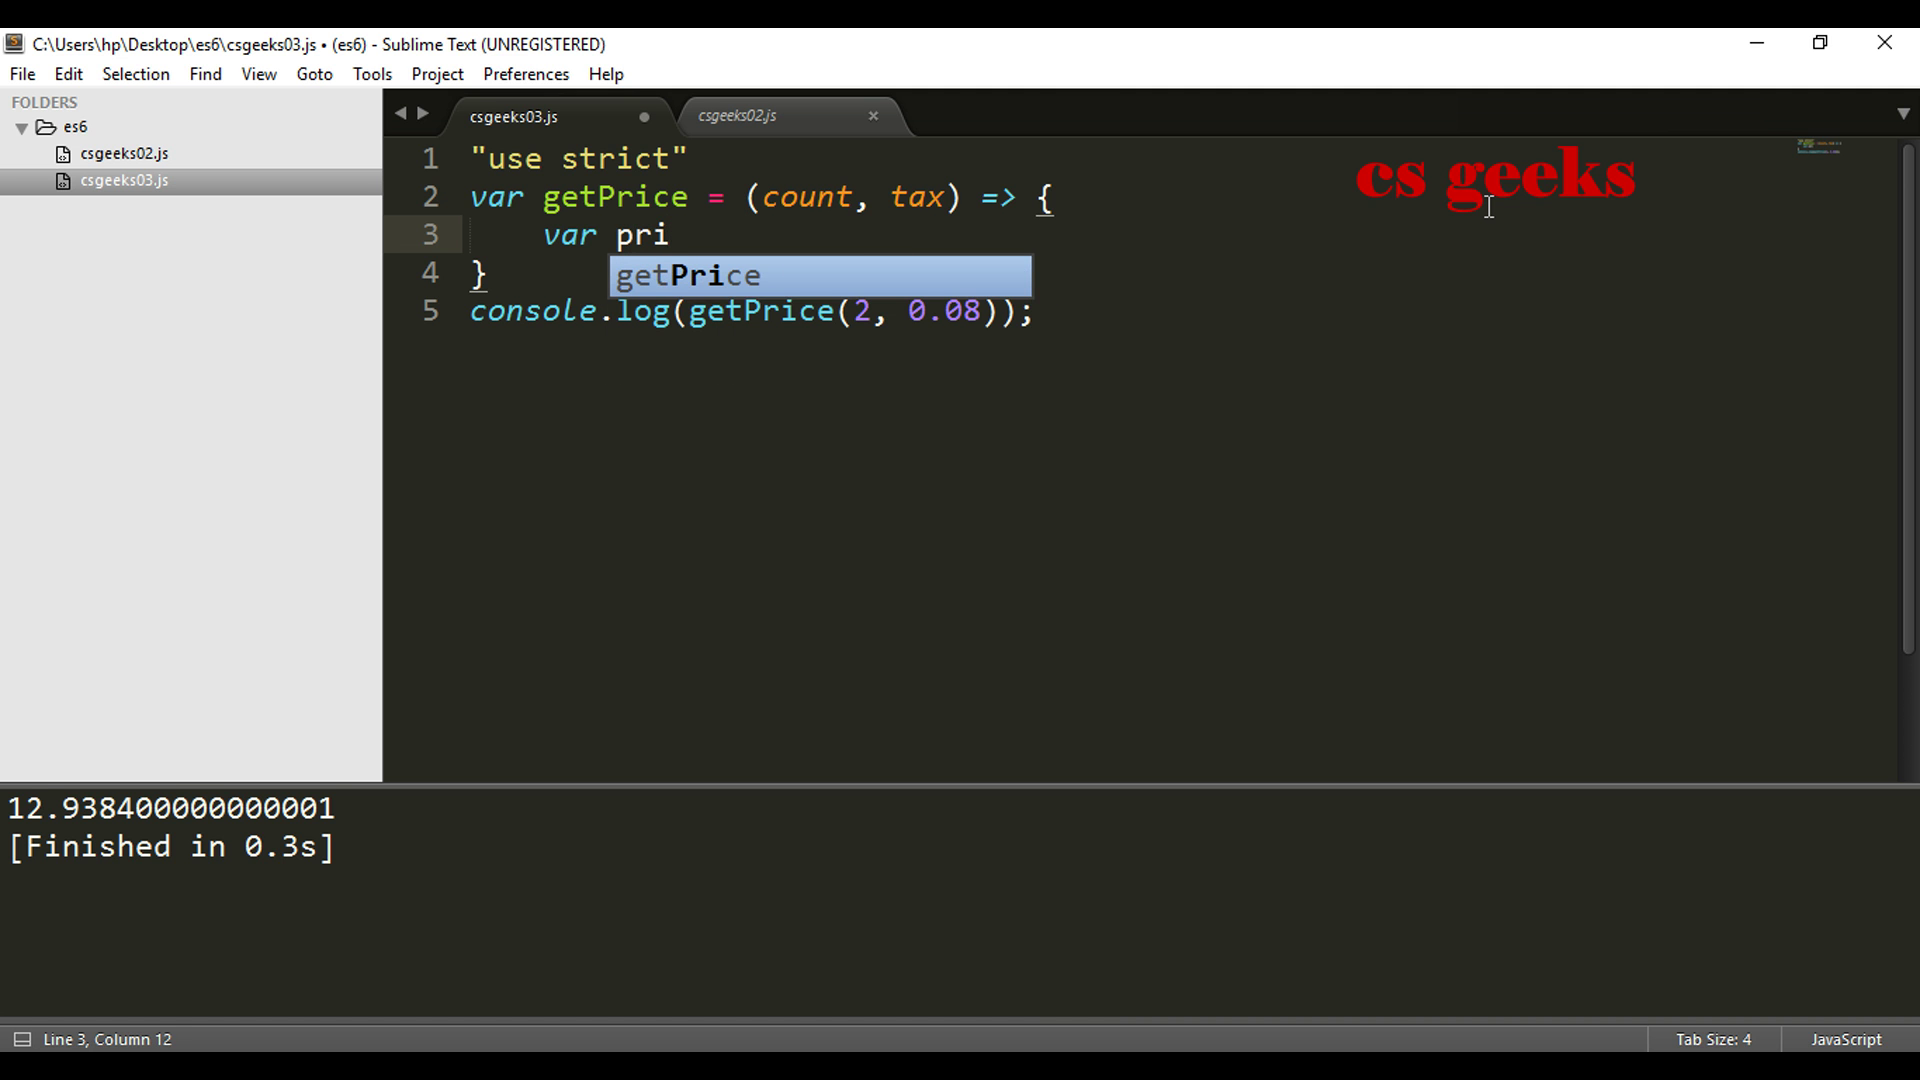 C:\Users\hp\Desktop\es6\csgeeks03.js • (es6) - Sublime Text (UNREGISTERED)
File Edit Selection Find View Goto Tools Project Preferences Help
FOLDERS
es6
csgeeks02.js
csgeeks03.js
csgeeks03.js csgeeks02.js
cs geeks
1 "use strict"
2 var getPrice = (count, tax) => {
3 var pri
getPrice
4 }
5 console.log(getPrice(2, 0.08));
12.938400000000001
[Finished in 0.3s]
Line 3, Column 12 Tab Size: 4 JavaScript